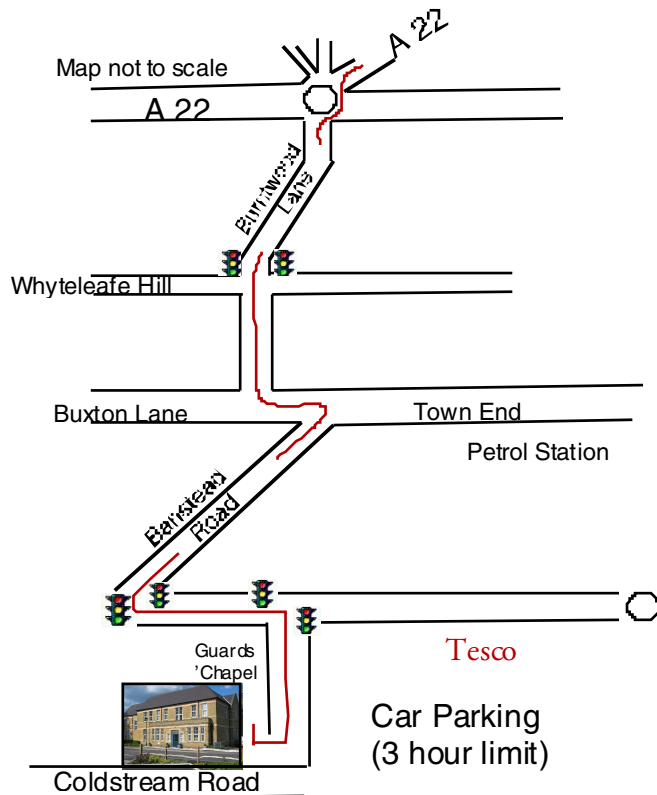 A 22
Map not to scale
A 22
Burntwood
Lane
Whyteleafe Hill
Buxton Lane
Town End
Petrol Station
Banstead
Road
Guards
'Chapel
Tesco
Car Parking
(3 hour limit)
Coldstream Road